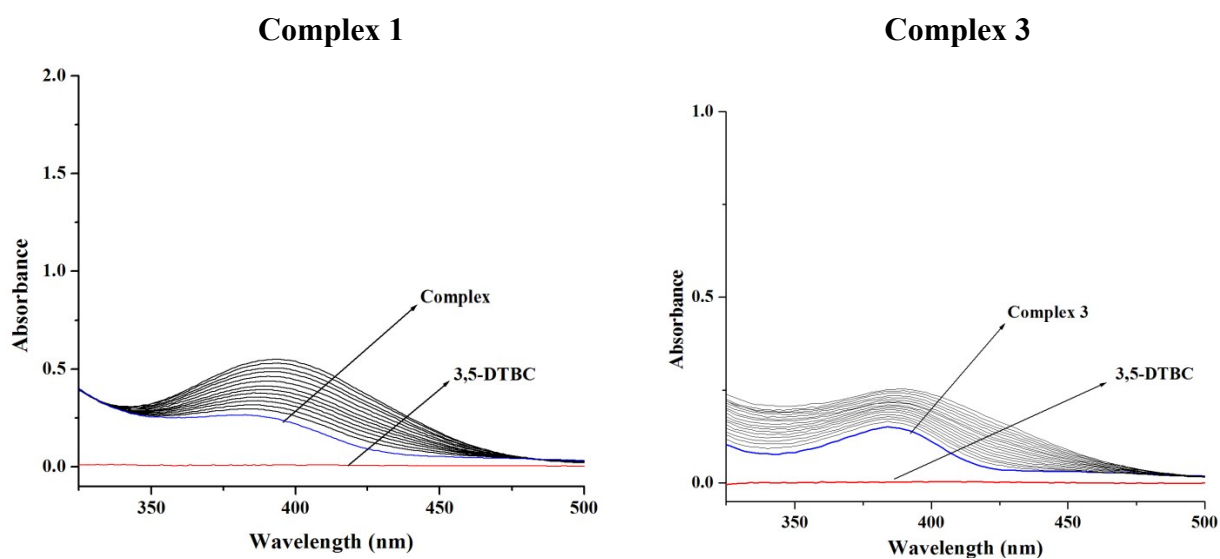 Complex 1
Complex 3
2.0
1.5
1.0
0.5
0.0
Absorbance
Complex
3,5-DTBC
350
400
450
500
Wavelength (nm)
1.0
0.5
0.0
Absorbance
Complex 3
3,5-DTBC
350
400
450
500
Wavelength (nm)